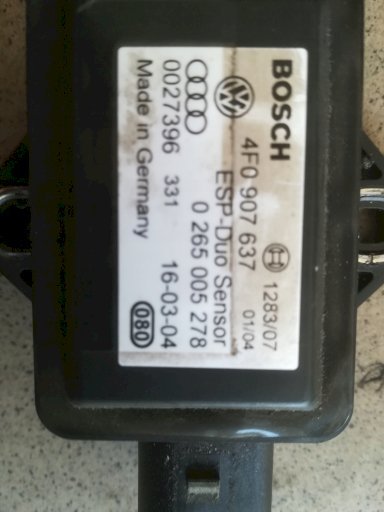 BOSCH
1283/07
4F0 907 637
01/04
ESP-Duo Sensor
0 265 005 278
0027396 331 16-03-04
Made in Germany 080